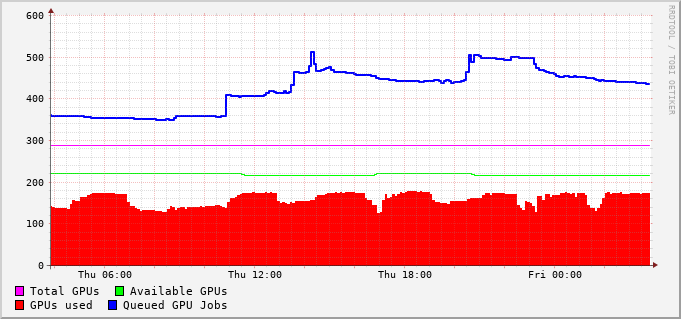 600
500
400
300
200
100
0
Thu 06:00 Thu 12:00 Thu 18:00 Fri 00:00
Total GPUs Available GPUs
GPUs used Queued GPU Jobs
RRDTOOL / TOBI OETIKER